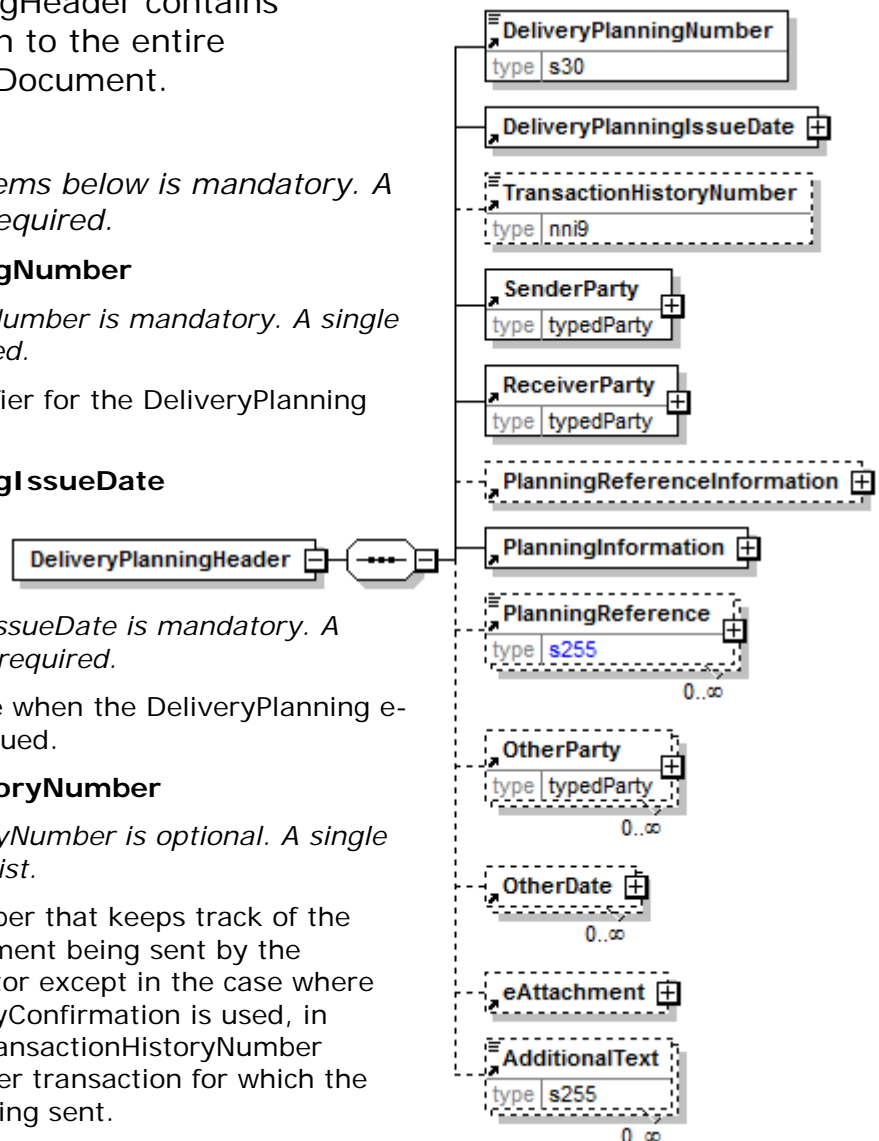 gHeader contains
n to the entire
Document.
ems below is mandatory. A
equired.
gNumber
Number is mandatory. A single
ed.
fier for the DeliveryPlanning
gIssueDate
ssueDate is mandatory. A
required.
e when the DeliveryPlanning e-
ued.
oryNumber
yNumber is optional. A single
ist.
ber that keeps track of the
ment being sent by the
tor except in the case where
yConfirmation is used, in
ansactionHistoryNumber
er transaction for which the
ing sent.
DeliveryPlanningHeader
DeliveryPlanningNumber
type s30
DeliveryPlanningIssueDate
TransactionHistoryNumber
type nni9
SenderParty
type typedParty
ReceiverParty
type typedParty
PlanningReferenceInformation
PlanningInformation
PlanningReference
type s255
0..∞
OtherParty
type typedParty
0..∞
OtherDate
0..∞
eAttachment
AdditionalText
type s255
0..∞